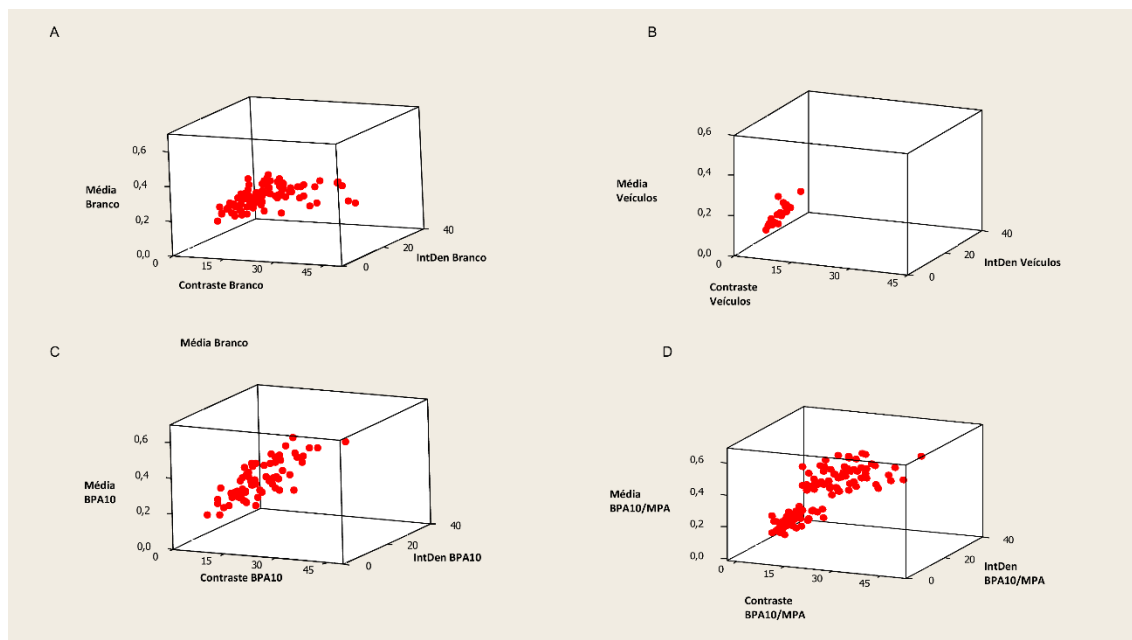 A
0,6
Média
Branco
0,4
0,2
0,0
0
15
30
45
0
20
40
IntDen Branco
Contraste Branco
B
0,6
Média
Veículos
0,4
0,2
0,0
0
15
30
45
0
20
40
IntDen Veículos
Contraste
Veículos
Média Branco
C
0,6
Média
BPA10
0,4
0,2
0,0
0
15
30
45
0
20
40
IntDen BPA10
Contraste BPA10
D
0,6
Média
BPA10/MPA
0,4
0,2
0,0
0
15
30
45
0
20
40
IntDen
BPA10/MPA
Contraste
BPA10/MPA